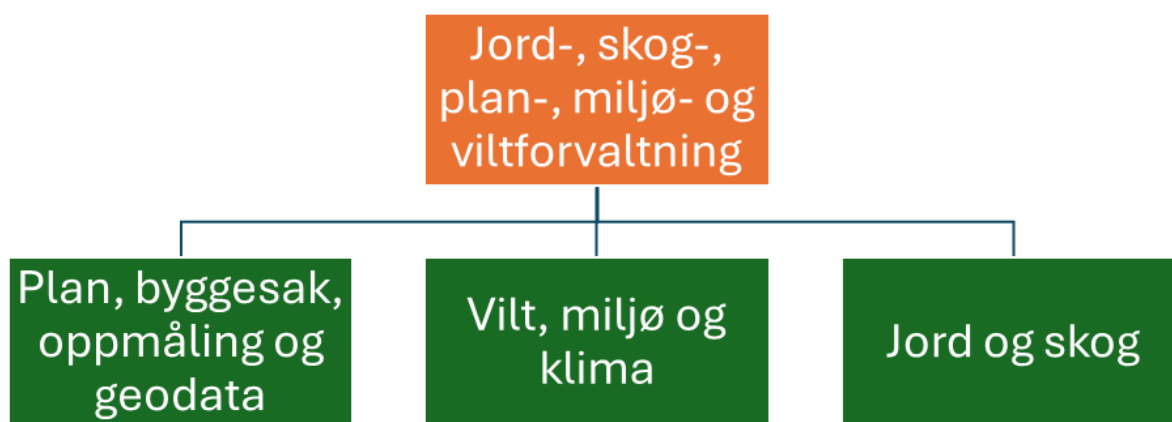 Jord-, skog-,
plan-, miljø- og
viltforvaltning
Plan, byggesak,
oppmåling og
geodata
Vilt, miljø og
klima
Jord og skog